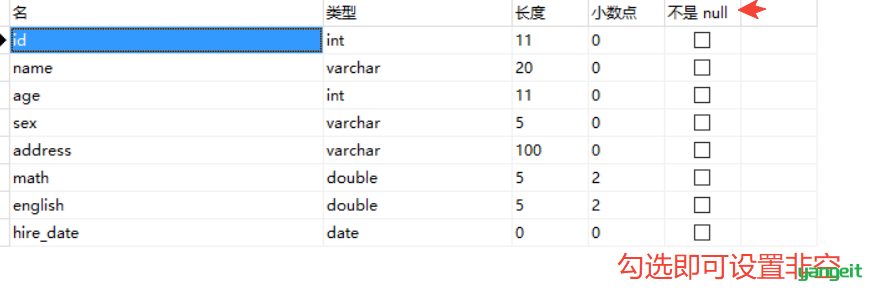 名 类型 长度 小数点 不是 null
id int 11 0
name varchar 20 0
age int 11 0
sex varchar 5 0
address varchar 100 0
math double 5 2
english double 5 2
hire_date date 0 0
勾选即可设置非空
yangeit